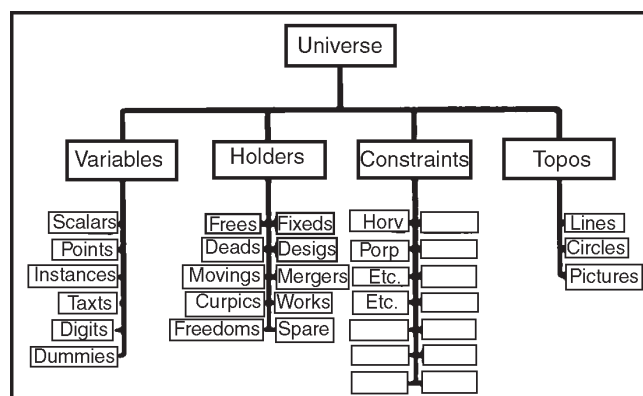 Universe
Variables Holders Constraints Topos
Scalars Frees Fixeds Horv Lines
Points Deads Desigs Porp Circles
Instances Movings Mergers Etc. Pictures
Taxts Curpics Works Etc.
Digits Freedoms Spare
Dummies